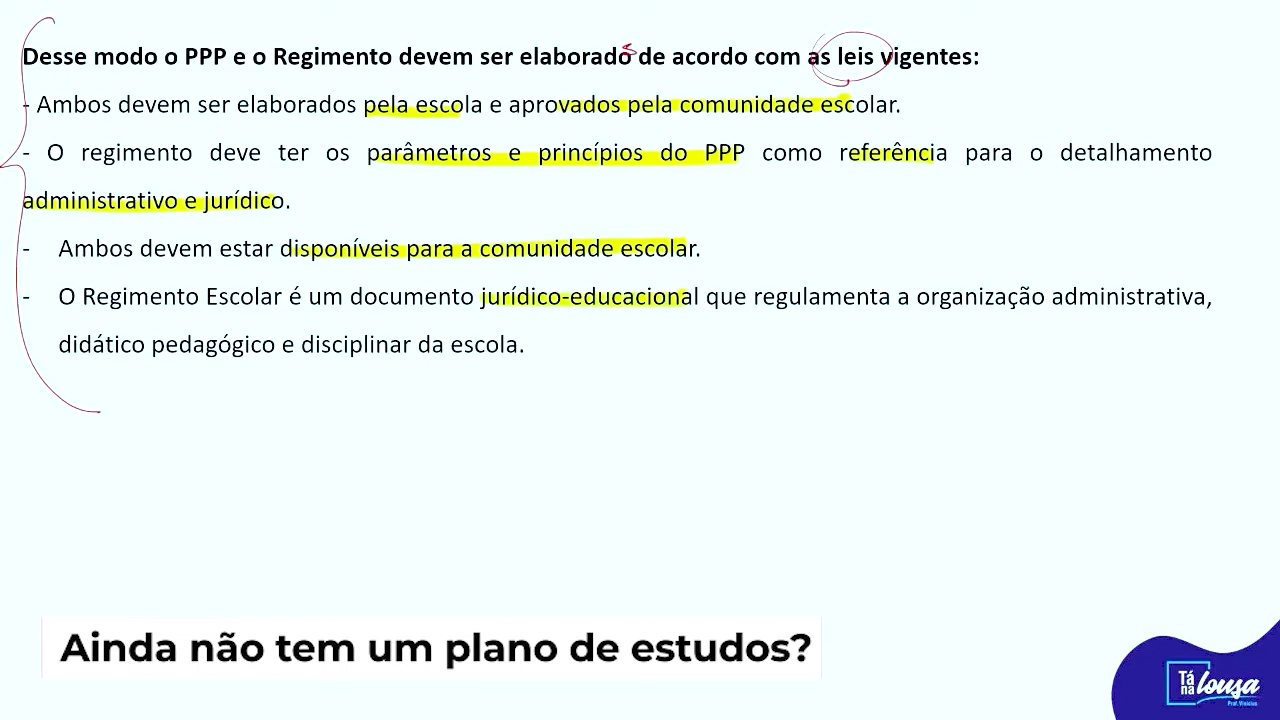 Desse modo o PPP e o Regimento devem ser elaborado s de acordo com as leis vigentes:
- Ambos devem ser elaborados pela escola e aprovados pela comunidade escolar.
- O regimento deve ter os parâmetros e princípios do PPP como referência para o detalhamento
administrativo e jurídico.
- Ambos devem estar disponíveis para a comunidade escolar.
- O Regimento Escolar é um documento jurídico-educacional que regulamenta a organização administrativa,
didático pedagógico e disciplinar da escola.
Ainda não tem um plano de estudos?
Tá na lousa
Prof. Vinícius